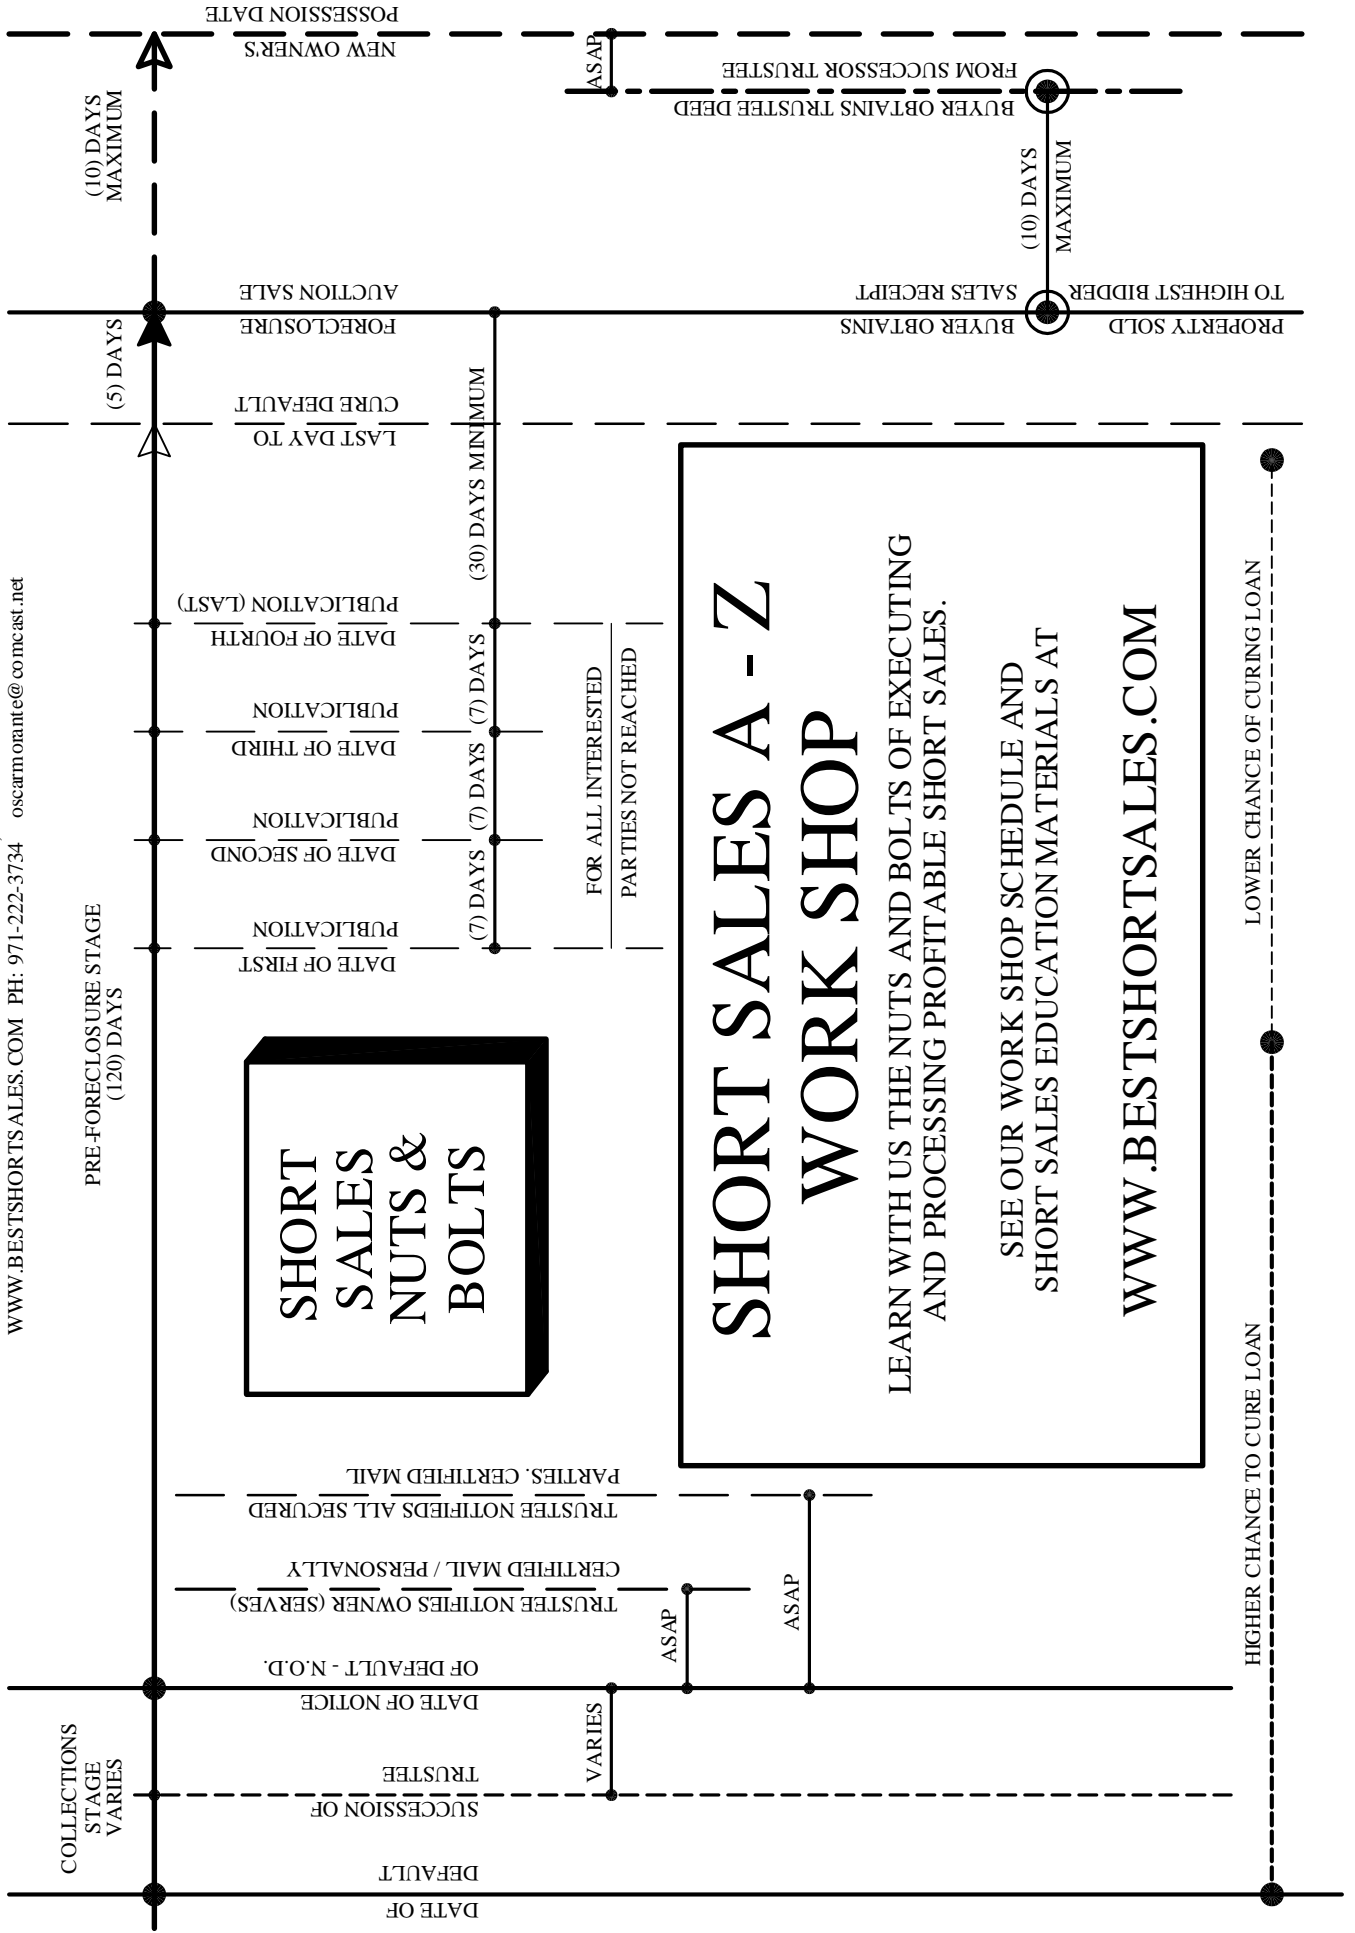 WWW.BESTSHORTSALES.COM PH: 971-222-3734 oscarmorante@comcast.net
COLLECTIONS
STAGE
VARIES
PRE-FORECLOSURE STAGE
(120) DAYS
(5) DAYS
(10) DAYS
MAXIMUM
DATE OF
DEFAULT
SUCCESSION OF
TRUSTEE
DATE OF NOTICE
OF DEFAULT - N.O.D.
VARIES
TRUSTEE NOTIFIES OWNER (SERVES)
CERTIFIED MAIL / PERSONALLY
ASAP
TRUSTEE NOTIFIEDS ALL SECURED
PARTIES. CERTIFIED MAIL
ASAP
SHORT
SALES
NUTS &
BOLTS
DATE OF FIRST
PUBLICATION
(7) DAYS
DATE OF SECOND
PUBLICATION
(7) DAYS
DATE OF THIRD
PUBLICATION
(7) DAYS
DATE OF FOURTH
PUBLICATION (LAST)
(30) DAYS MINIMUM
FOR ALL INTERESTED
PARTIES NOT REACHED
LAST DAY TO
CURE DEFAULT
FORECLOSURE
AUCTION SALE
BUYER OBTAINS
SALES RECEIPT
PROPERTY SOLD
TO HIGHEST BIDDER
(10) DAYS
MAXIMUM
BUYER OBTAINS TRUSTEE DEED
FROM SUCCESSOR TRUSTEE
ASAP
NEW OWNER'S
POSSESSION DATE
SHORT SALES A - Z
WORK SHOP
LEARN WITH US THE NUTS AND BOLTS OF EXECUTING
AND PROCESSING PROFITABLE SHORT SALES.
SEE OUR WORK SHOP SCHEDULE AND
SHORT SALES EDUCATION MATERIALS AT
WWW.BESTSHORTSALES.COM
HIGHER CHANCE TO CURE LOAN
LOWER CHANCE OF CURING LOAN